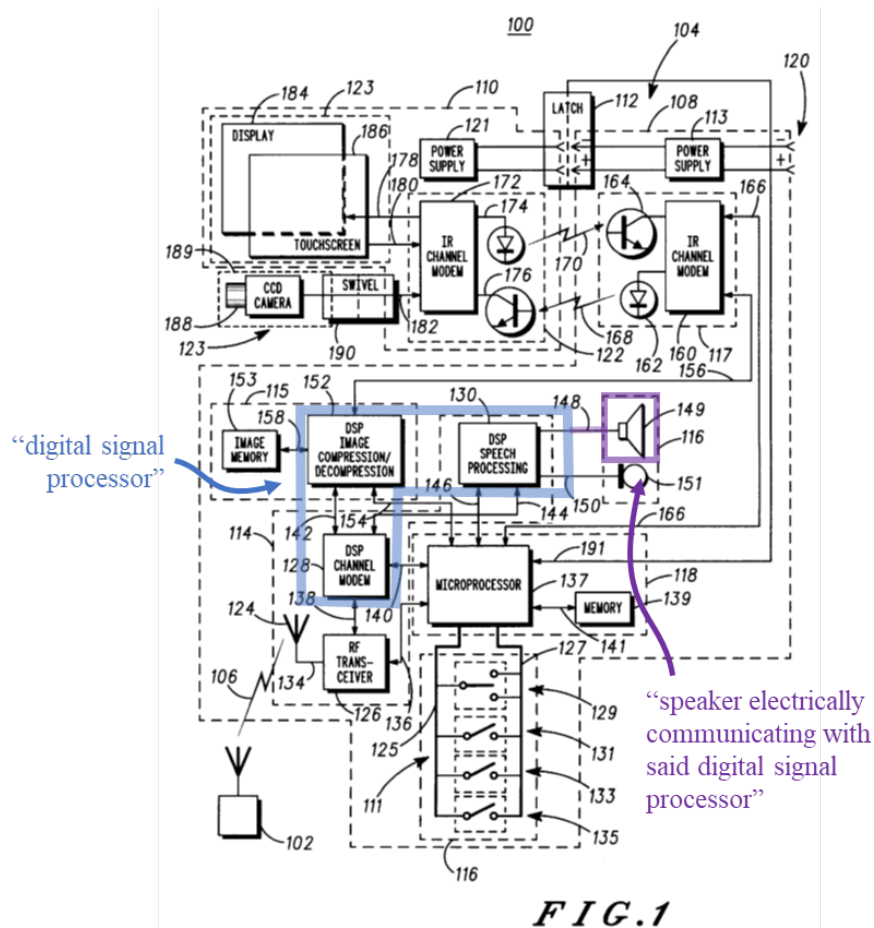 100
104
120
184
123
110
LATCH
112
108
113
DISPLAY
186
121
POWER
SUPPLY
−
+
POWER
SUPPLY
−
+
178
180
172
174
164
166
TOUCHSCREEN
IR
CHANNEL
MODEM
170
IR
CHANNEL
MODEM
189
CCD
CAMERA
SWIVEL
176
188
182
168
123
190
122
162
160
117
156
153
115
152
130
148
149
158
IMAGE
MEMORY
DSP
IMAGE
COMPRESSION/
DECOMPRESSION
DSP
SPEECH
PROCESSING
116
“digital signal
processor”
146
151
142
154
144
150
166
114
128
DSP
CHANNEL
MODEM
191
118
MICROPROCESSOR
137
124
138
140
MEMORY
139
141
RF
TRANS-
CEIVER
127
106
134
126
136
125
129
“speaker electrically
communicating with
said digital signal
processor”
131
111
133
135
102
116
FIG.1